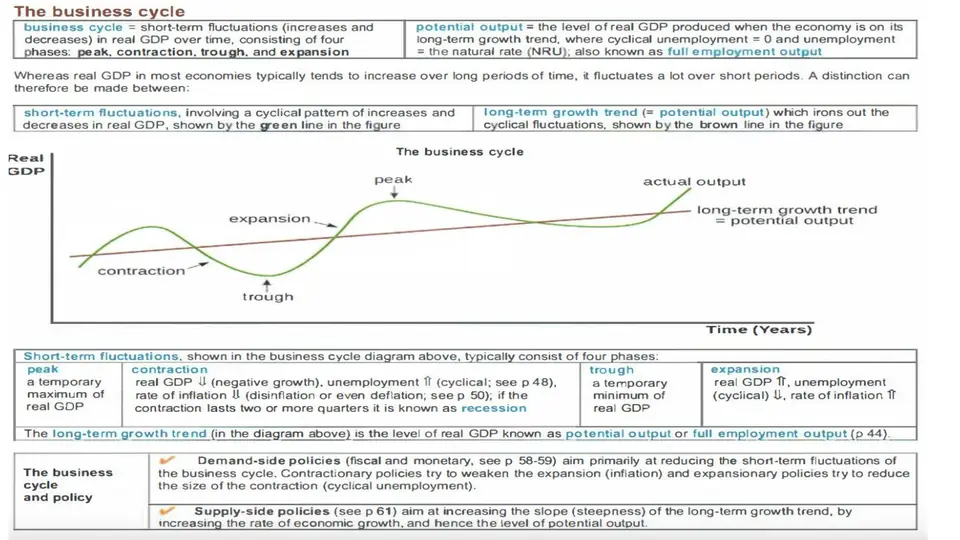 The business cycle
business cycle = short-term fluctuations (increases and
decreases) in real GDP over time, consisting of four
phases: peak, contraction, trough, and expansion
potential output = the level of real GDP produced when the economy is on its
long-term growth trend, where cyclical unemployment = 0 and unemployment
= the natural rate (NRU); also known as full employment output
Whereas real GDP in most economies typically tends to increase over long periods of time, it fluctuates a lot over short periods. A distinction can
therefore be made between:
short-term fluctuations, involving a cyclical pattern of increases and
decreases in real GDP, shown by the green line in the figure
long-term growth trend (= potential output) which irons out the
cyclical fluctuations, shown by the brown line in the figure
The business cycle
Real
GDP
peak
actual output
expansion
long-term growth trend
= potential output
contraction
trough
Time (Years)
Short-term fluctuations, shown in the business cycle diagram above, typically consist of four phases:
peak
a temporary
maximum of
real GDP
contraction
real GDP ⇓ (negative growth), unemployment ⇑ (cyclical; see p 48),
rate of inflation ⇓ (disinflation or even deflation; see p 50); if the
contraction lasts two or more quarters it is known as recession
trough
a temporary
minimum of
real GDP
expansion
real GDP ⇑, unemployment
(cyclical) ⇓, rate of inflation ⇑
The long-term growth trend (in the diagram above) is the level of real GDP known as potential output or full employment output (p 44).
The business
cycle
and policy
✔ Demand-side policies (fiscal and monetary, see p 58-59) aim primarily at reducing the short-term fluctuations of
the business cycle. Contractionary policies try to weaken the expansion (inflation) and expansionary policies try to reduce
the size of the contraction (cyclical unemployment).
✔ Supply-side policies (see p 61) aim at increasing the slope (steepness) of the long-term growth trend, by
increasing the rate of economic growth, and hence the level of potential output.